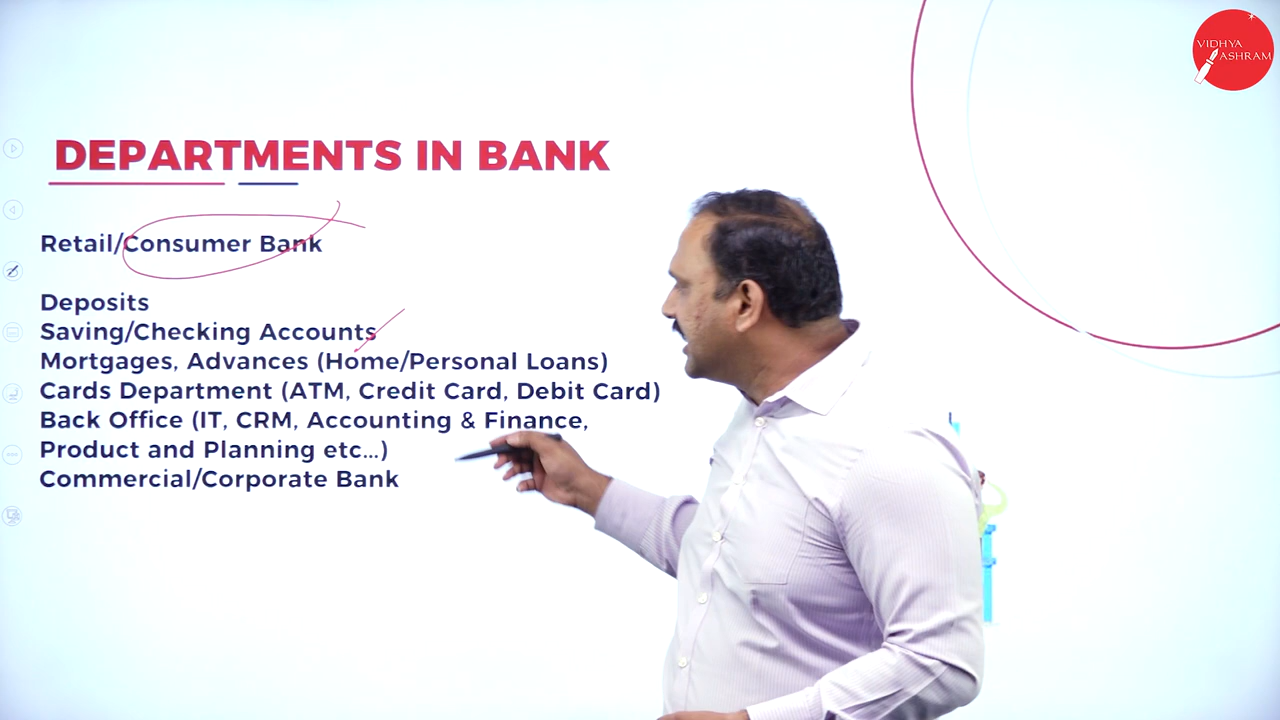 VIDHYA
ASHRAM
DEPARTMENTS IN BANK
Retail/Consumer Bank
Deposits
Saving/Checking Accounts
Mortgages, Advances (Home/Personal Loans)
Cards Department (ATM, Credit Card, Debit Card)
Back Office (IT, CRM, Accounting & Finance,
Product and Planning etc...)
Commercial/Corporate Bank